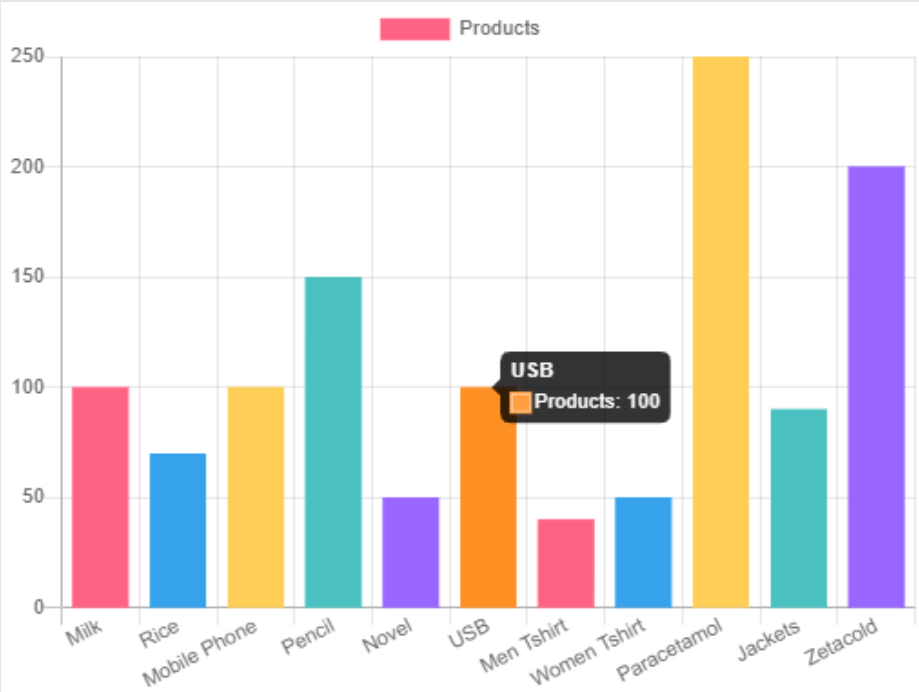 Products
250
200
150
100
50
0
USB
Products: 100
Milk
Rice
Mobile Phone
Pencil
Novel
USB
Men Tshirt
Women Tshirt
Paracetamol
Jackets
Zetacold